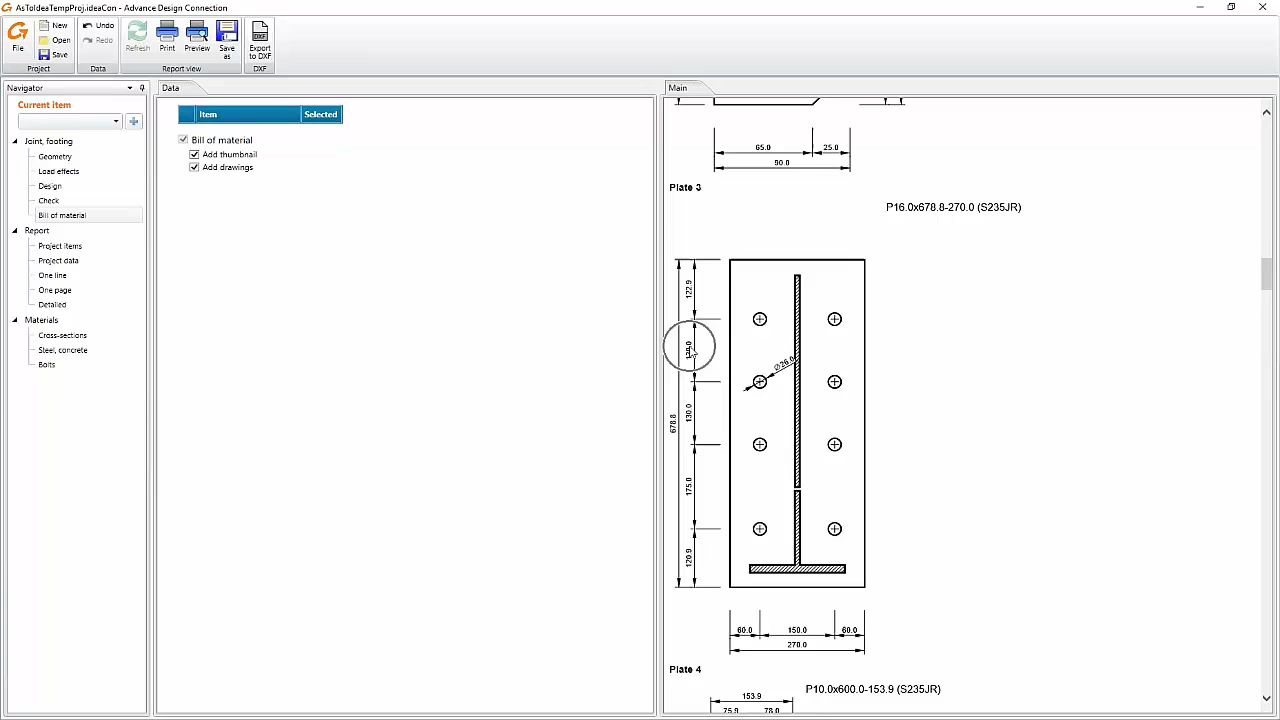 AsToIdeaTempProj.ideaCon - Advance Design Connection
File
New
Open
Save
Project
Undo
Redo
Data
Refresh
Print
Preview
Save as
Report view
DXF
Export to DXF
DXF
Navigator
Current item
Joint, footing
Geometry
Load effects
Design
Check
Bill of material
Report
Project items
Project data
One line
One page
Detailed
Materials
Cross-sections
Steel, concrete
Bolts
Data
Item Selected
Bill of material
Add thumbnail
Add drawings
Main
65.0 25.0
90.0
Plate 3
P16.0x678.8-270.0 (S235JR)
122.9
Ø26.0
130.0
175.0
120.9
678.8
60.0 150.0 60.0
270.0
Plate 4
P10.0x600.0-153.9 (S235JR)
153.9
75.9 78.0